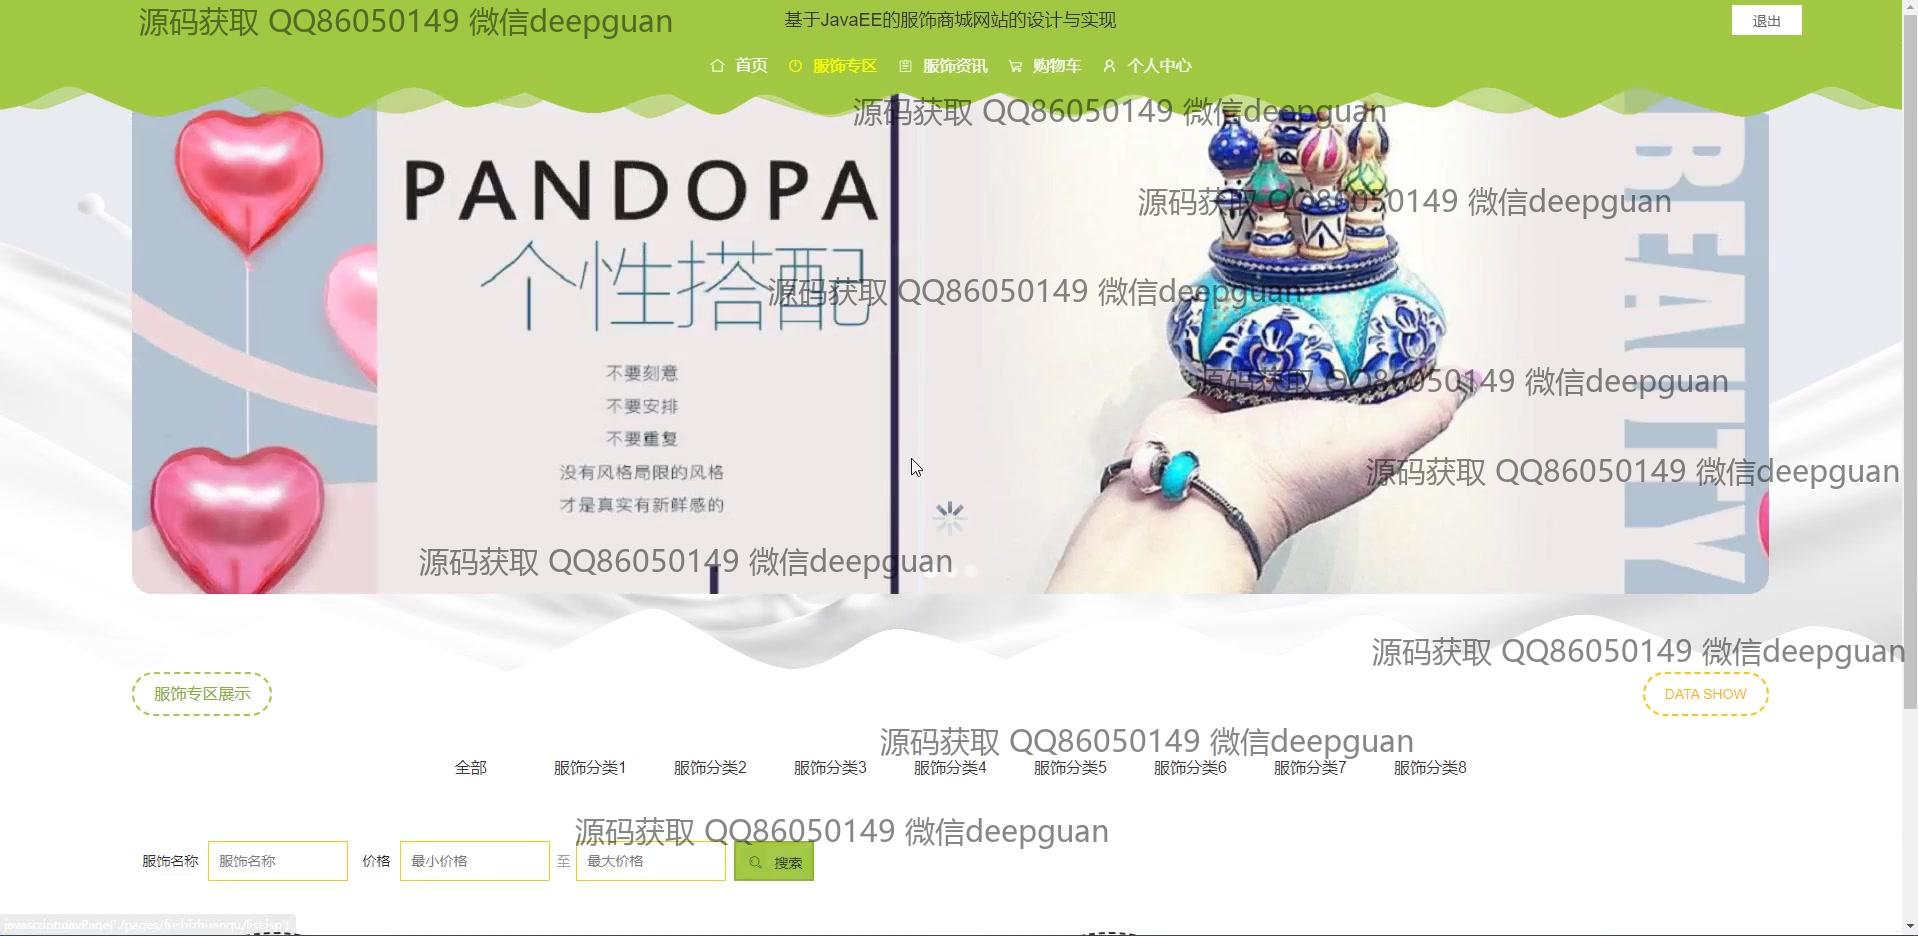 源码获取 QQ86050149 微信deepguan
基于JavaEE的服饰商城网站的设计与实现
退出
首页
服饰专区
服饰资讯
购物车
个人中心
源码获取 QQ86050149 微信deepguan
PANDOPA
BEAUTY
源码获取 QQ86050149 微信deepguan
个性搭配
源码获取 QQ86050149 微信deepguan
不要刻意
源码获取 QQ86050149 微信deepguan
不要安排
不要重复
没有风格局限的风格
源码获取 QQ86050149 微信deepguan
才是真实有新鲜感的
源码获取 QQ86050149 微信deepguan
源码获取 QQ86050149 微信deepguan
服饰专区展示
DATA SHOW
源码获取 QQ86050149 微信deepguan
全部
服饰分类1
服饰分类2
服饰分类3
服饰分类4
服饰分类5
服饰分类6
服饰分类7
服饰分类8
源码获取 QQ86050149 微信deepguan
服饰名称
服饰名称
价格
最小价格
至
最大价格
搜索
javascript:navPage('./pages/fushizhuanqu/list.jsp')